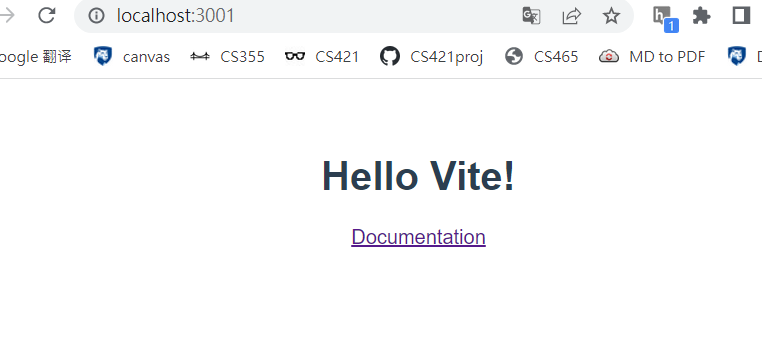 localhost:3001
1
oogle 翻译 canvas CS355 CS421 CS421proj CS465 MD to PDF D
Hello Vite!
Documentation